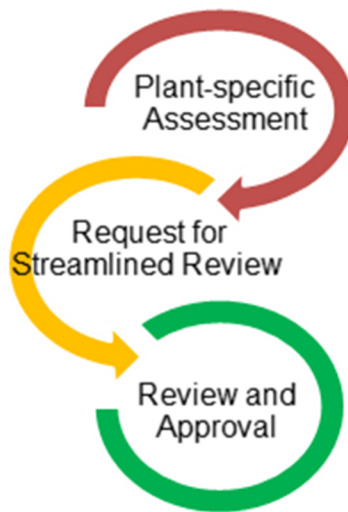 Plant-specific
Assessment
Request for
Streamlined Review
Review and
Approval